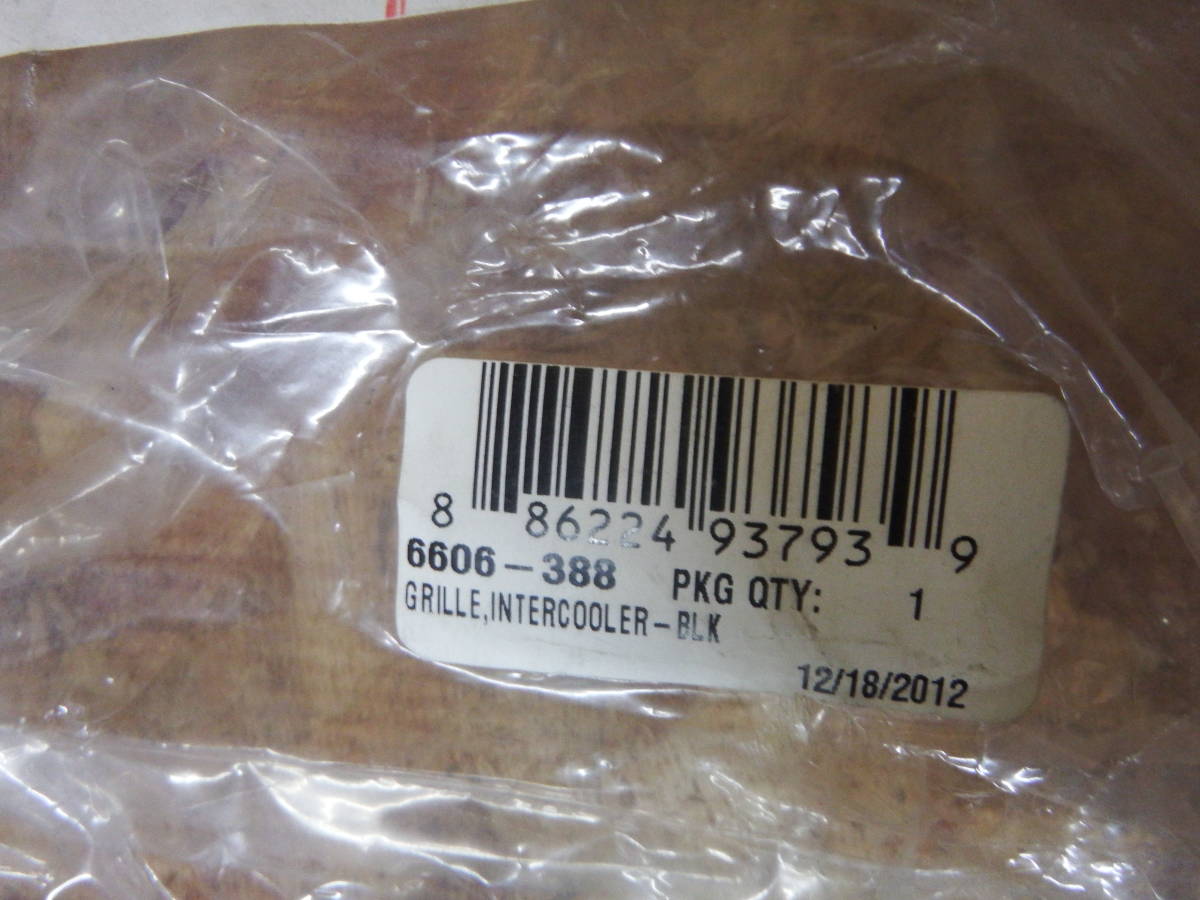 8 86224 93793 9
6606-388 PKG QTY: 1
GRILLE,INTERCOOLER-BLK
12/18/2012